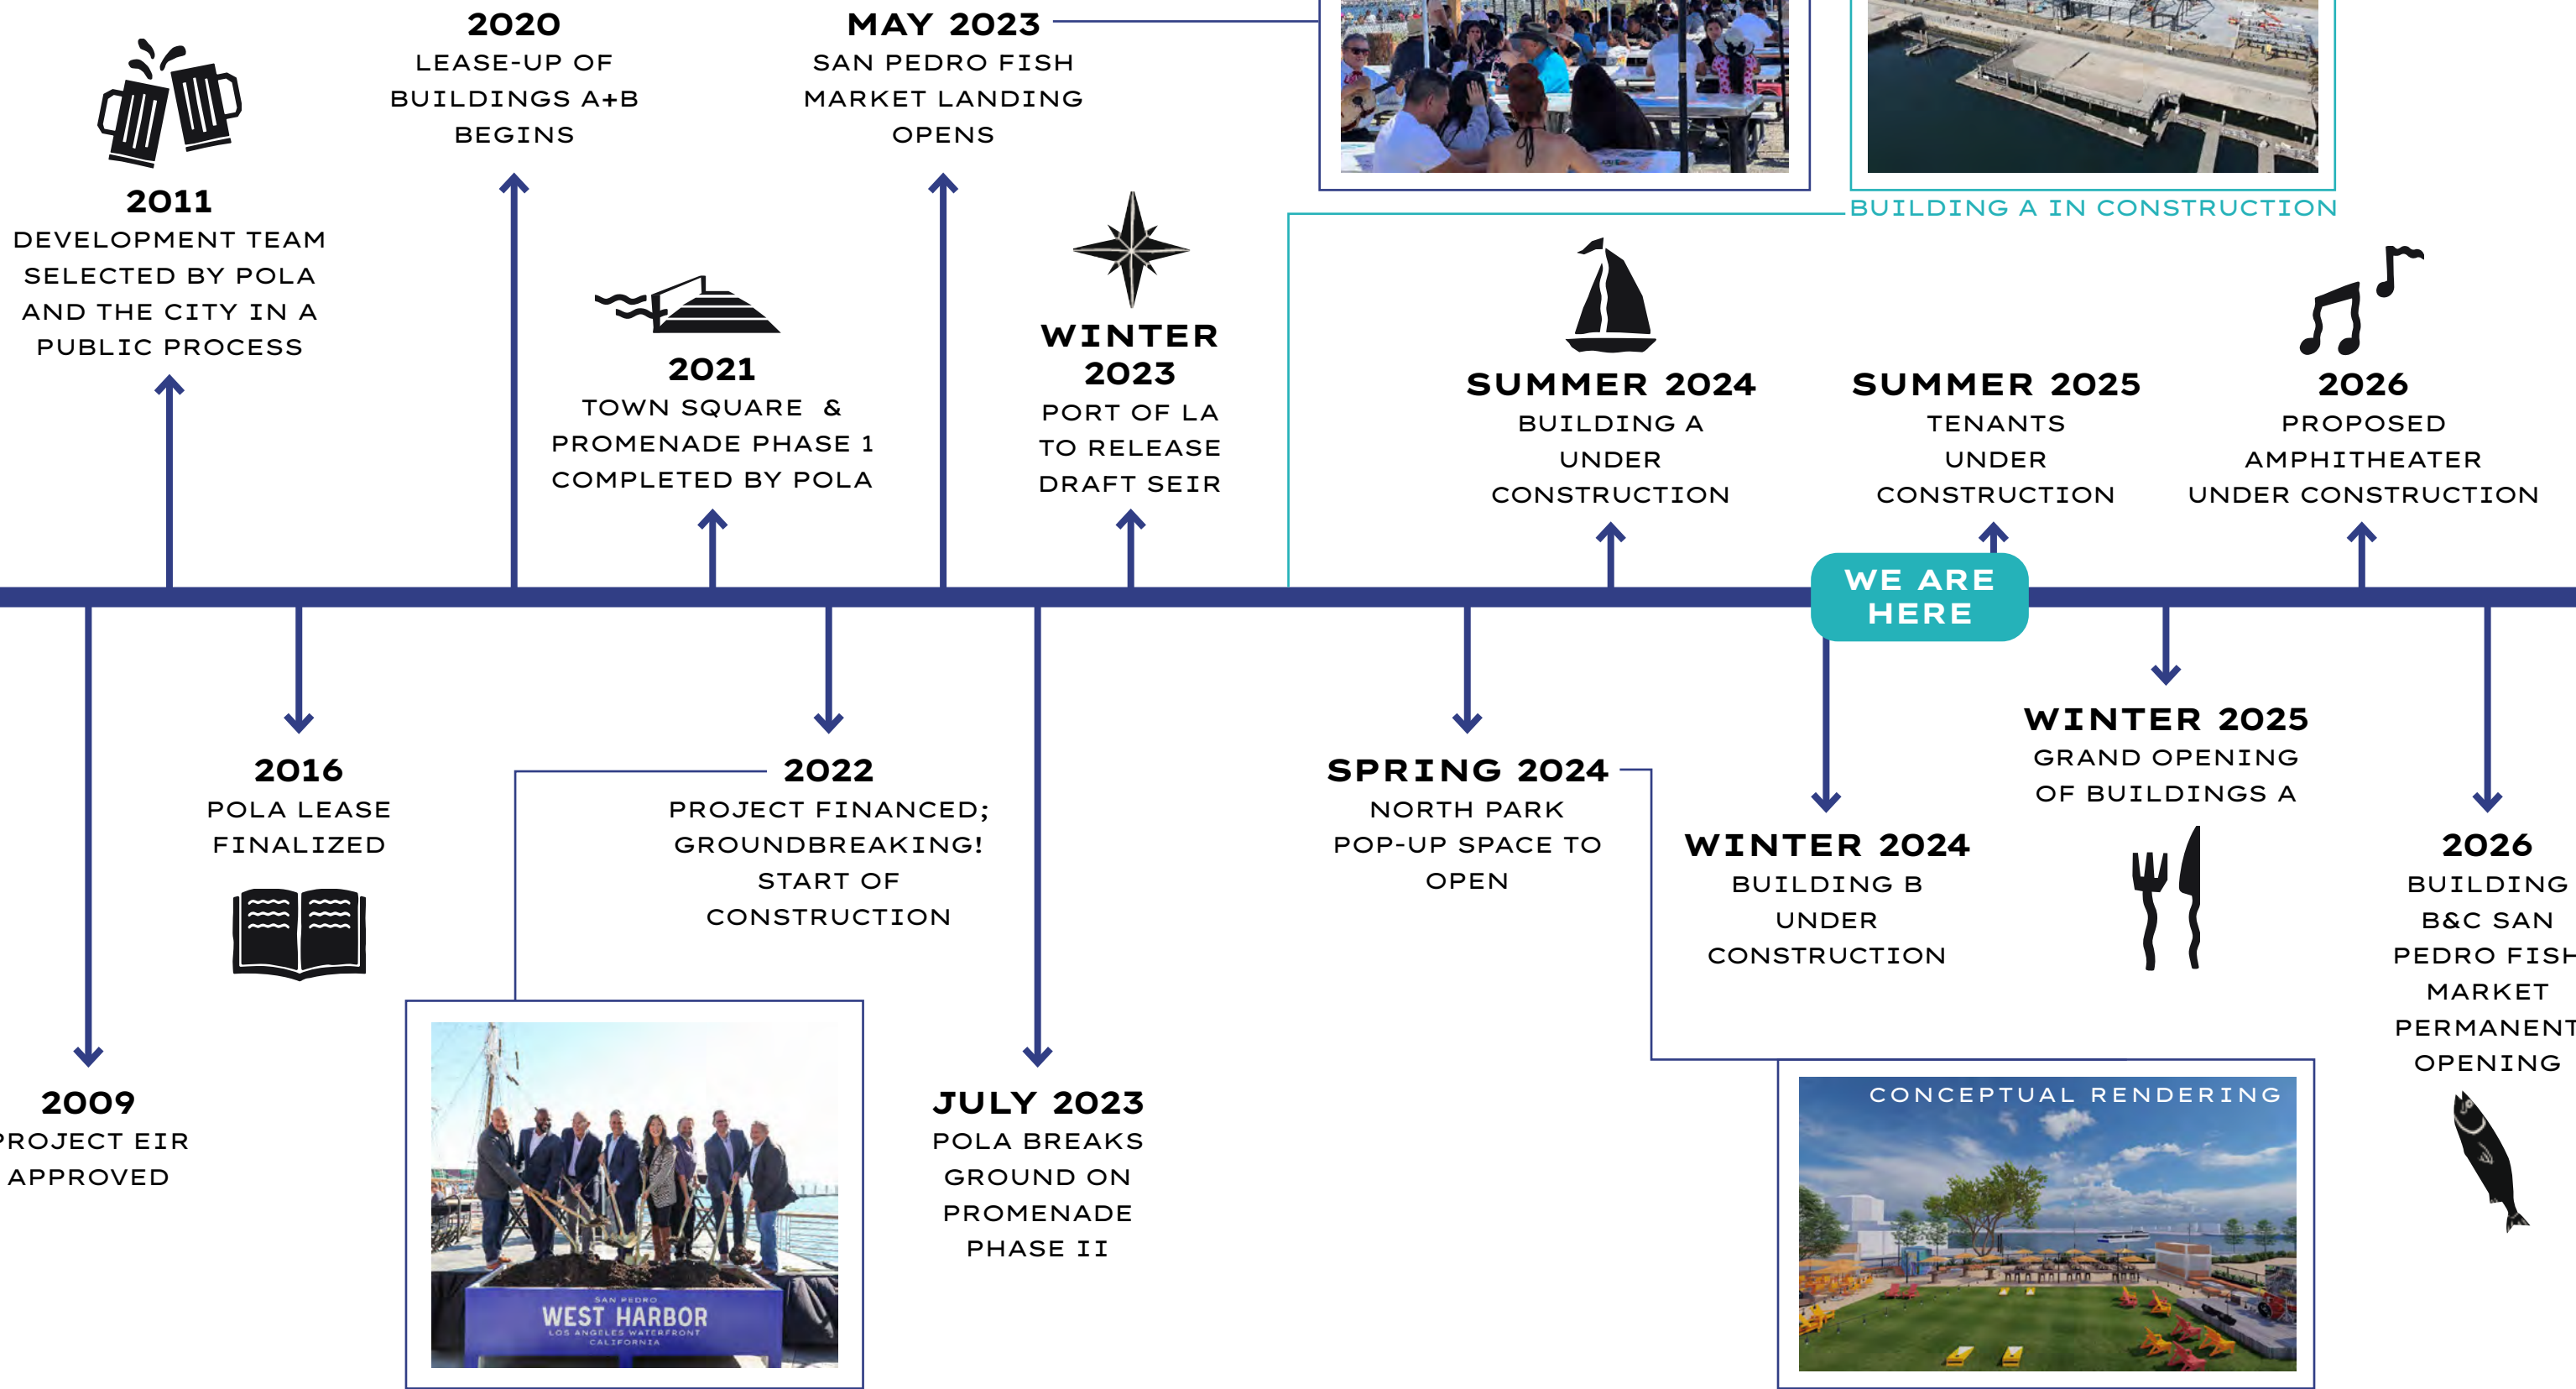 2020
LEASE-UP OF
BUILDINGS A+B
BEGINS
MAY 2023
SAN PEDRO FISH
MARKET LANDING
OPENS
2011
DEVELOPMENT TEAM
SELECTED BY POLA
AND THE CITY IN A
PUBLIC PROCESS
2021
TOWN SQUARE &
PROMENADE PHASE 1
COMPLETED BY POLA
WINTER
2023
PORT OF LA
TO RELEASE
DRAFT SEIR
BUILDING A IN CONSTRUCTION
SUMMER 2024
BUILDING A
UNDER
CONSTRUCTION
SUMMER 2025
TENANTS
UNDER
CONSTRUCTION
2026
PROPOSED
AMPHITHEATER
UNDER CONSTRUCTION
WE ARE
HERE
2009
PROJECT EIR
APPROVED
2016
POLA LEASE
FINALIZED
2022
PROJECT FINANCED;
GROUNDBREAKING!
START OF
CONSTRUCTION
SAN PEDRO
WEST HARBOR
LOS ANGELES WATERFRONT
CALIFORNIA
JULY 2023
POLA BREAKS
GROUND ON
PROMENADE
PHASE II
SPRING 2024
NORTH PARK
POP-UP SPACE TO
OPEN
WINTER 2024
BUILDING B
UNDER
CONSTRUCTION
WINTER 2025
GRAND OPENING
OF BUILDINGS A
CONCEPTUAL RENDERING
2026
BUILDING
B&C SAN
PEDRO FISH
MARKET
PERMANENT
OPENING